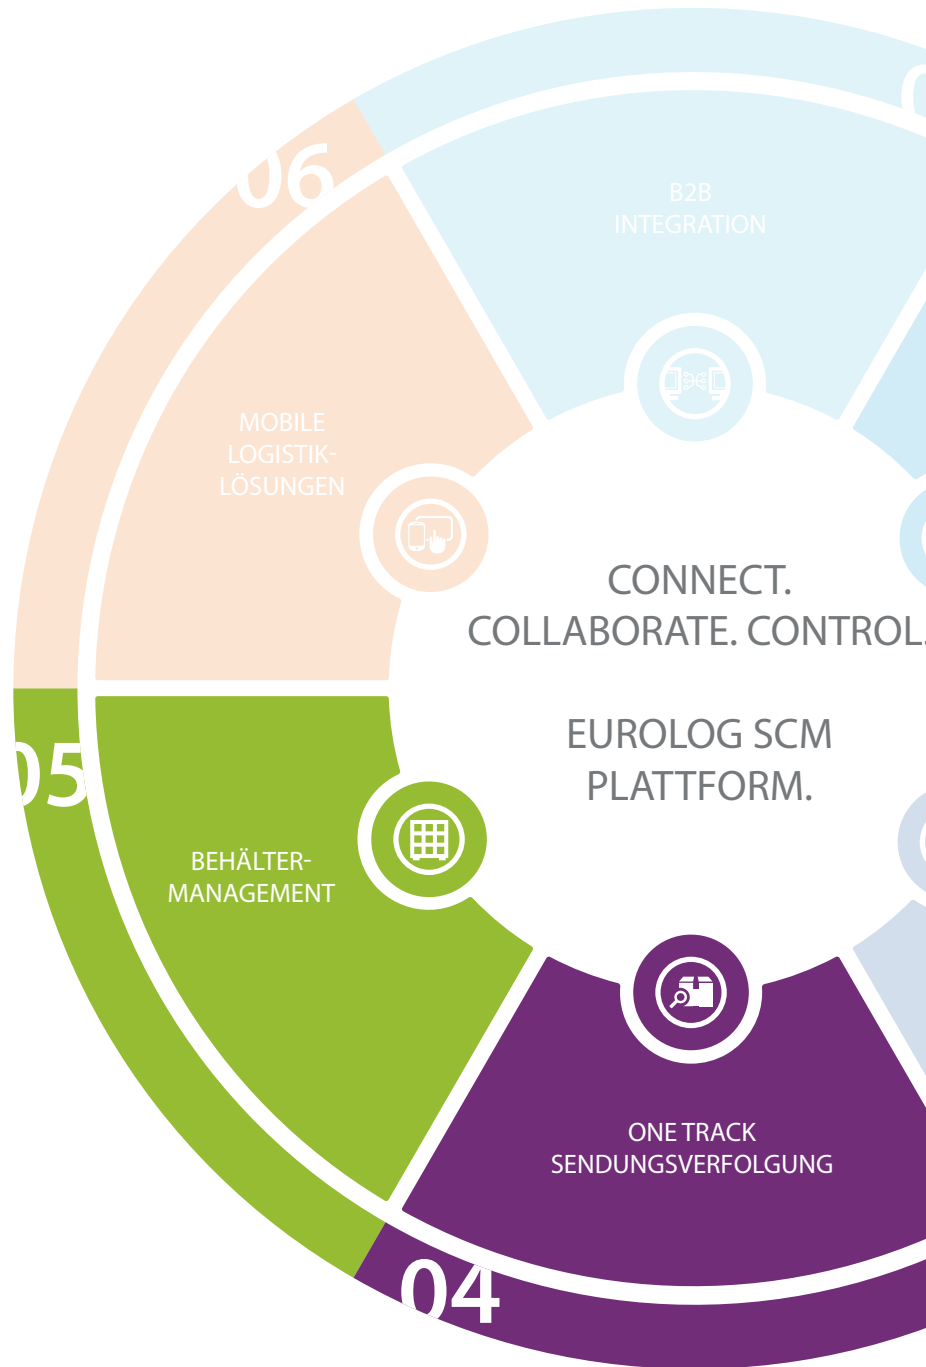 06
B2B
INTEGRATION
MOBILE
LOGISTIK-
LÖSUNGEN
CONNECT.
COLLABORATE. CONTROL.
EUROLOG SCM
PLATTFORM.
05
BEHÄLTER-
MANAGEMENT
ONE TRACK
SENDUNGSVERFOLGUNG
04